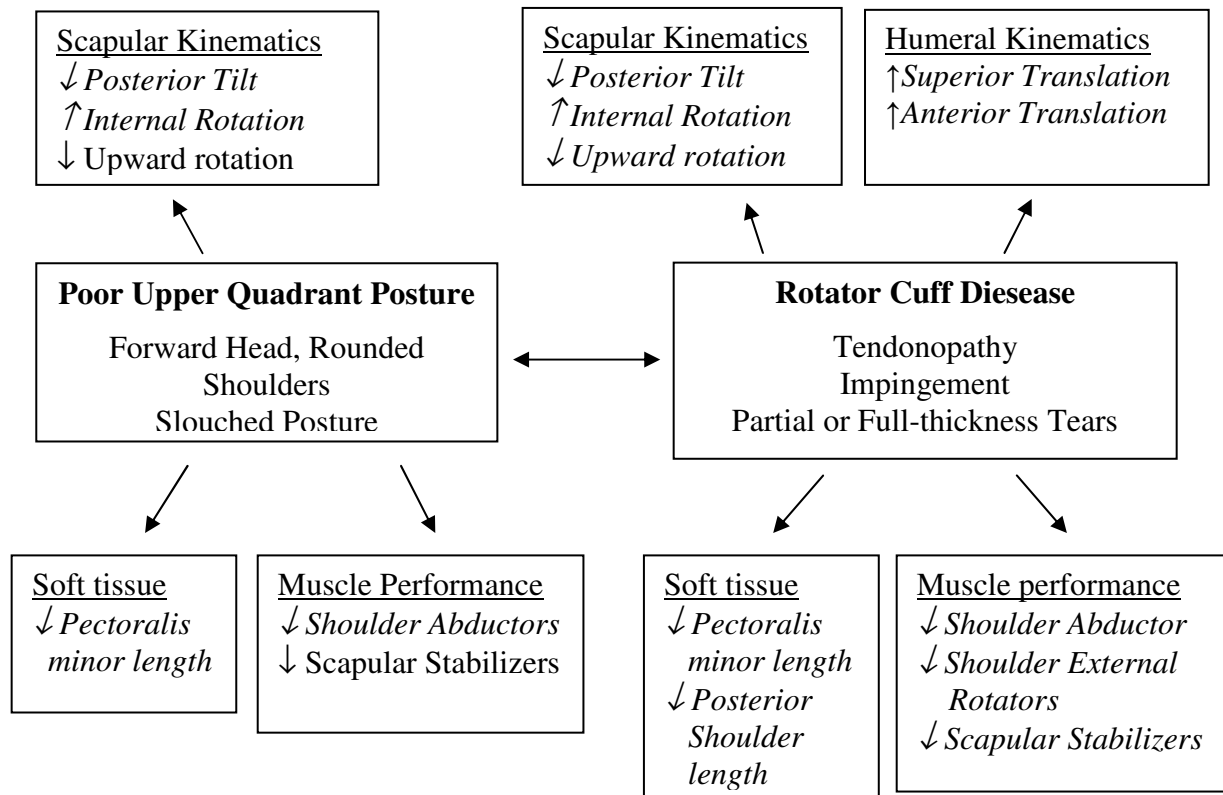 Scapular Kinematics
↓ Posterior Tilt
↑ Internal Rotation
↓ Upward rotation
Scapular Kinematics
↓ Posterior Tilt
↑ Internal Rotation
↓ Upward rotation
Humeral Kinematics
↑Superior Translation
↑Anterior Translation
Poor Upper Quadrant Posture
Forward Head, Rounded
Shoulders
Slouched Posture
Rotator Cuff Diesease
Tendonopathy
Impingement
Partial or Full-thickness Tears
Soft tissue
↓ Pectoralis
minor length
Muscle Performance
↓ Shoulder Abductors
↓ Scapular Stabilizers
Soft tissue
↓ Pectoralis
minor length
↓ Posterior
Shoulder
length
Muscle performance
↓ Shoulder Abductor
↓ Shoulder External
Rotators
↓ Scapular Stabilizers